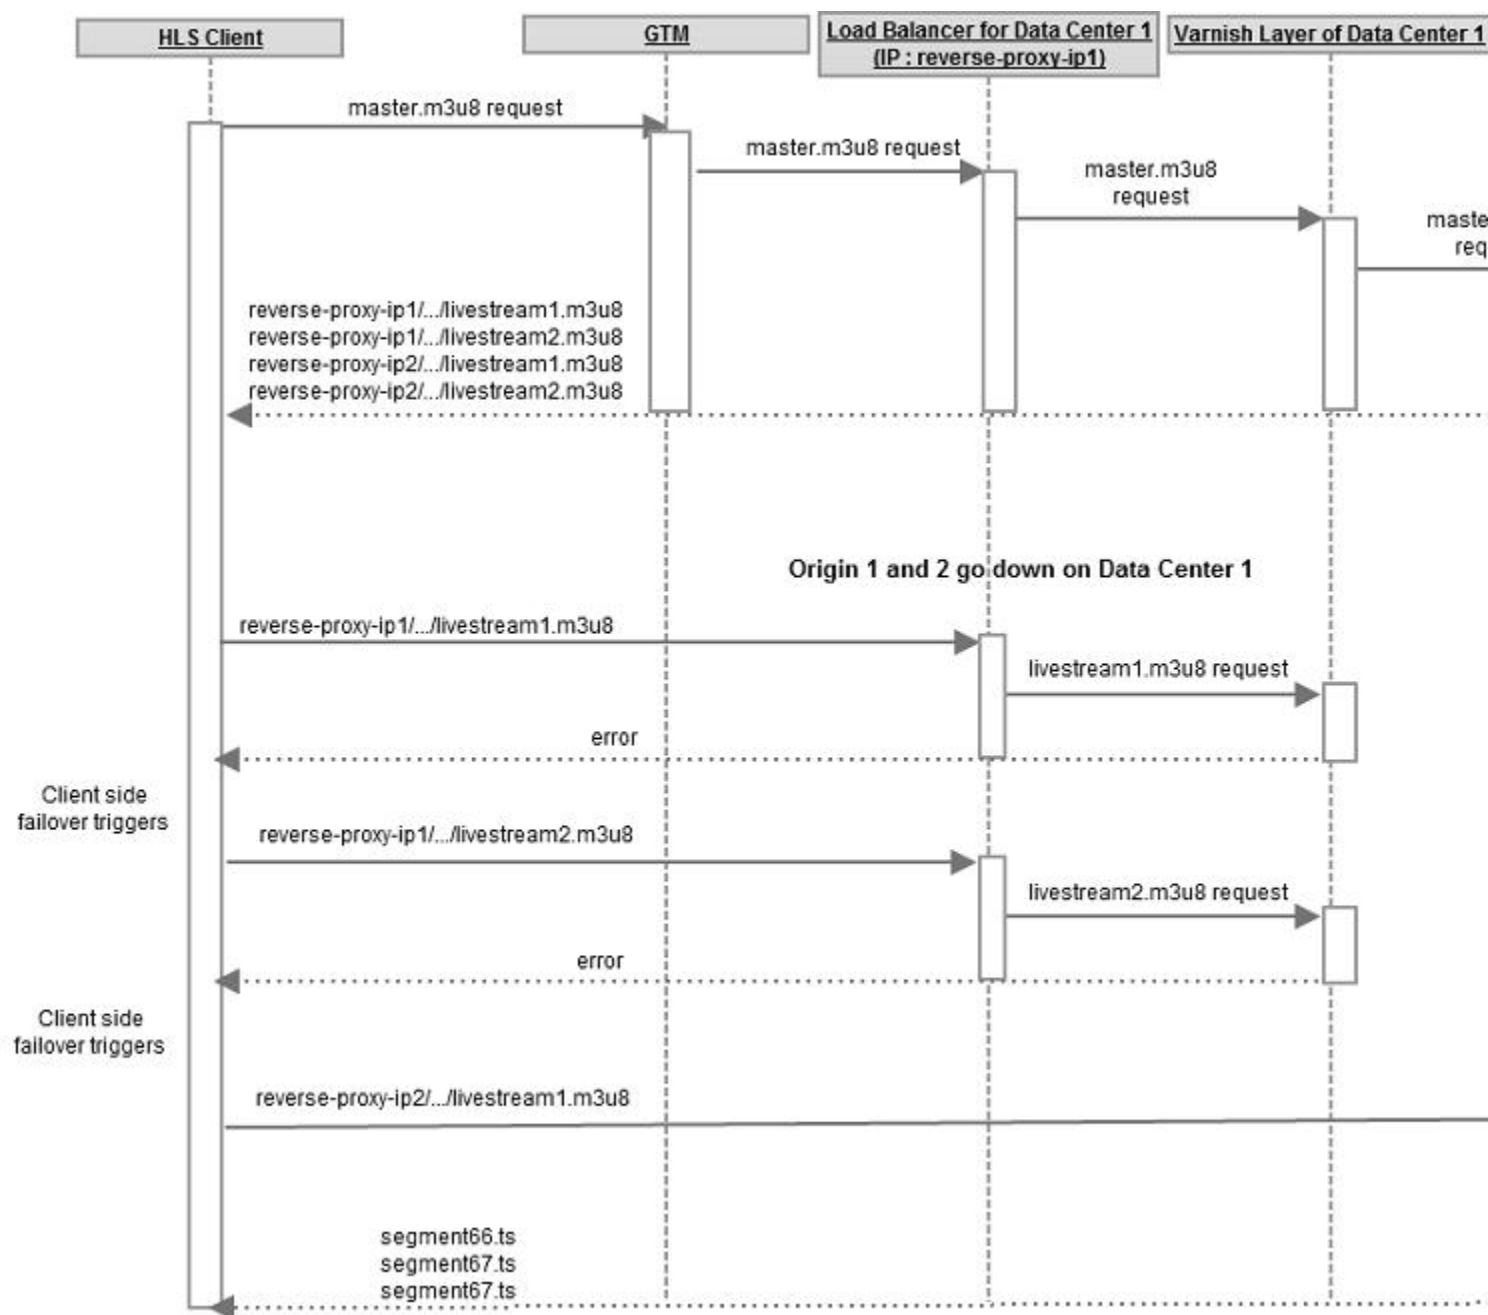 HLS Client
GTM
Load Balancer for Data Center 1
(IP : reverse-proxy-ip1)
Varnish Layer of Data Center 1
master.m3u8 request
master.m3u8 request
master.m3u8
request
maste
req
reverse-proxy-ip1/.../livestream1.m3u8
reverse-proxy-ip1/.../livestream2.m3u8
reverse-proxy-ip2/.../livestream1.m3u8
reverse-proxy-ip2/.../livestream2.m3u8
Origin 1 and 2 go down on Data Center 1
reverse-proxy-ip1/.../livestream1.m3u8
livestream1.m3u8 request
error
Client side
failover triggers
reverse-proxy-ip1/.../livestream2.m3u8
livestream2.m3u8 request
error
Client side
failover triggers
reverse-proxy-ip2/.../livestream1.m3u8
segment66.ts
segment67.ts
segment67.ts